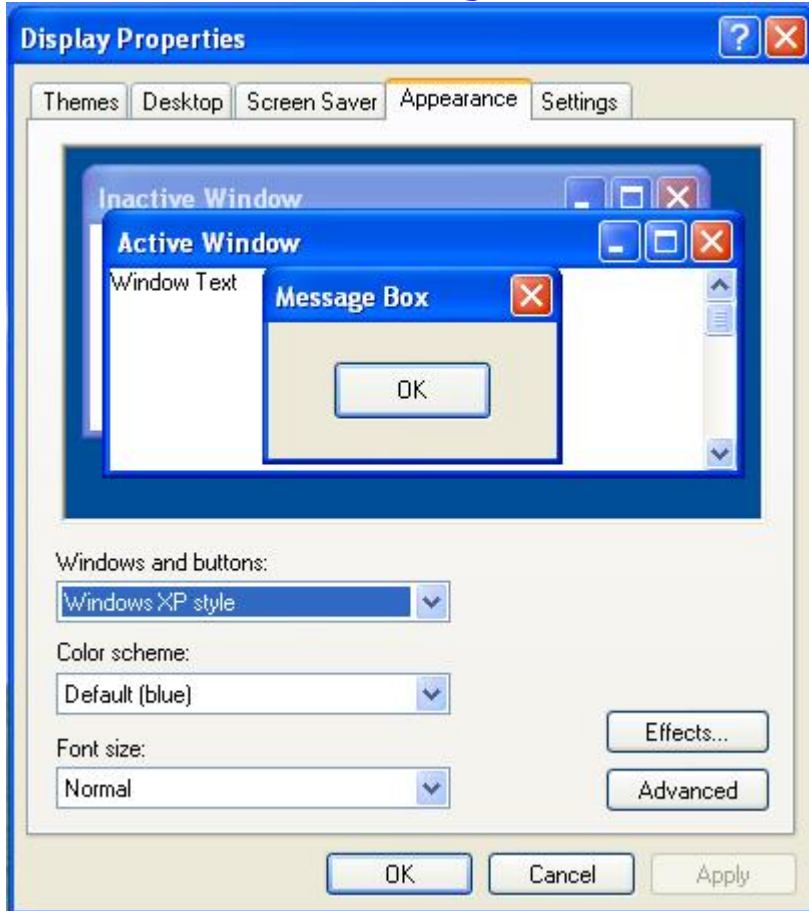 Display Properties
Themes Desktop Screen Saver Appearance Settings
Inactive Window
Active Window
Window Text
Message Box
OK
Windows and buttons:
Windows XP style
Color scheme:
Default (blue)
Effects...
Font size:
Normal
Advanced
OK Cancel Apply